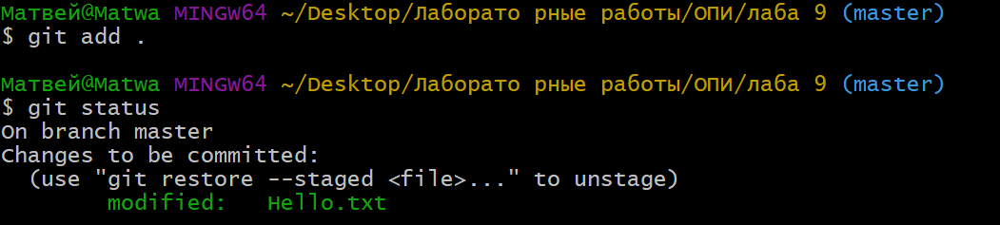 Матвей@Matwa MINGW64 ~/Desktop/Лаборато рные работы/ОПИ/лаба 9 (master)
$ git add .
Матвей@Matwa MINGW64 ~/Desktop/Лаборато рные работы/ОПИ/лаба 9 (master)
$ git status
On branch master
Changes to be committed:
  (use "git restore --staged <file>..." to unstage)
        modified:   Hello.txt